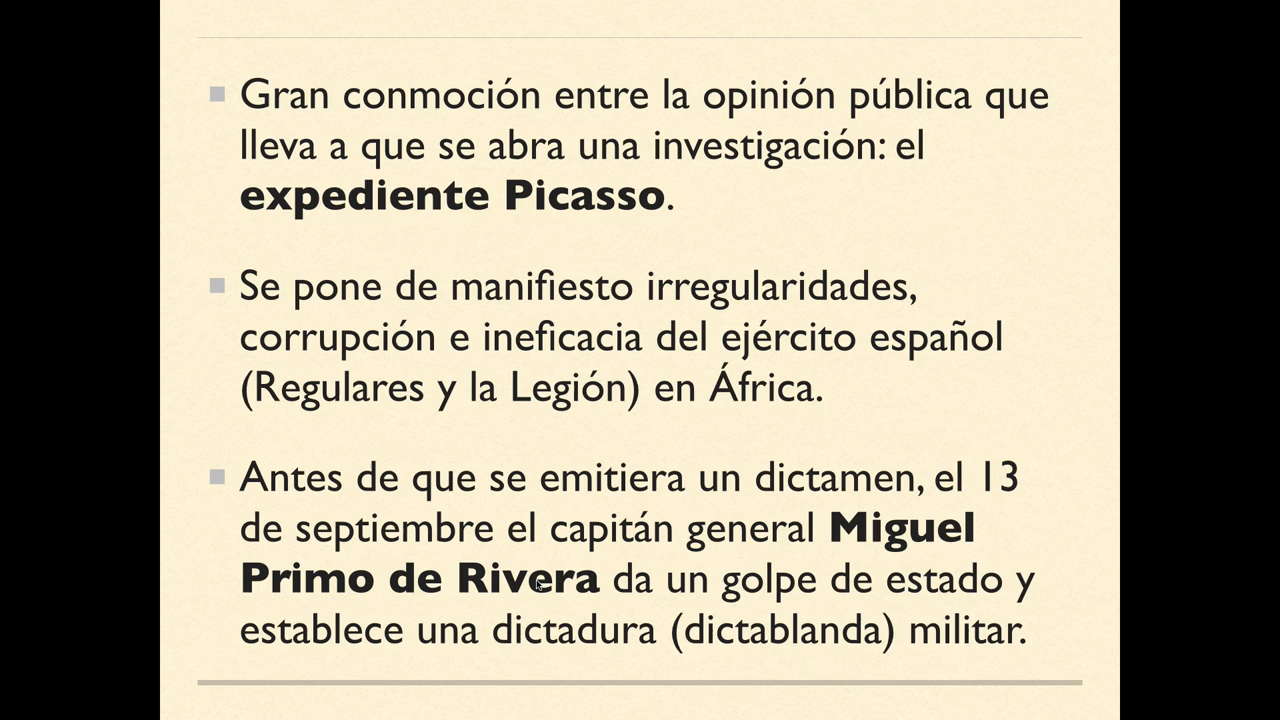 Gran conmoción entre la opinión pública que
lleva a que se abra una investigación: el
expediente Picasso.
Se pone de manifiesto irregularidades,
corrupción e ineficacia del ejército español
(Regulares y la Legión) en África.
Antes de que se emitiera un dictamen, el 13
de septiembre el capitán general Miguel
Primo de Rivera da un golpe de estado y
establece una dictadura (dictablanda) militar.